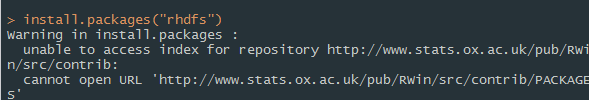 > install.packages("rhdfs")
Warning in install.packages :
  unable to access index for repository http://www.stats.ox.ac.uk/pub/RWi
n/src/contrib:
  cannot open URL 'http://www.stats.ox.ac.uk/pub/RWin/src/contrib/PACKAGE
S'